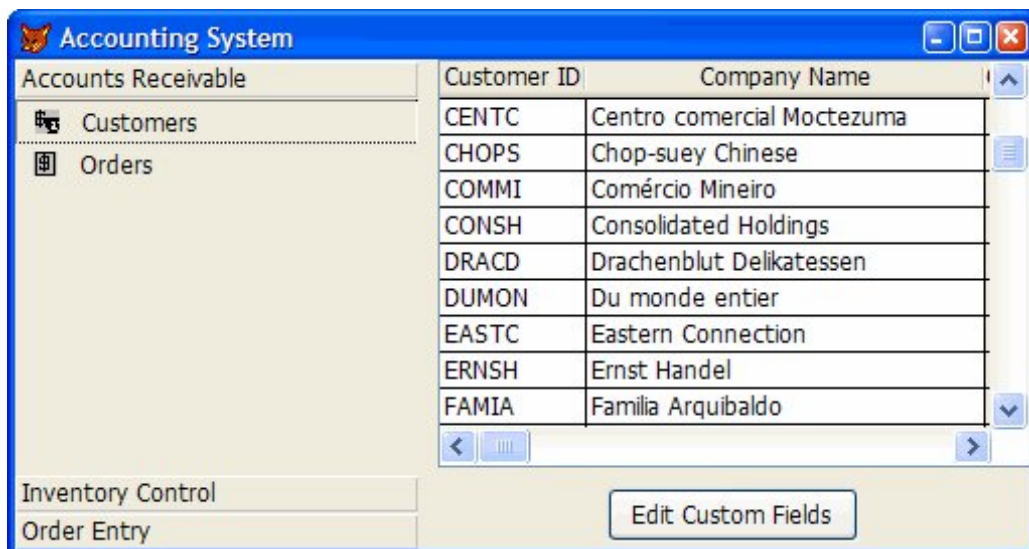 Accounting System
Accounts Receivable
Customers
Orders
Inventory Control
Order Entry
Customer ID Company Name
CENTC Centro comercial Moctezuma
CHOPS Chop-suey Chinese
COMMI Comércio Mineiro
CONSH Consolidated Holdings
DRACD Drachenblut Delikatessen
DUMON Du monde entier
EASTC Eastern Connection
ERNSH Ernst Handel
FAMIA Familia Arquibaldo
Edit Custom Fields